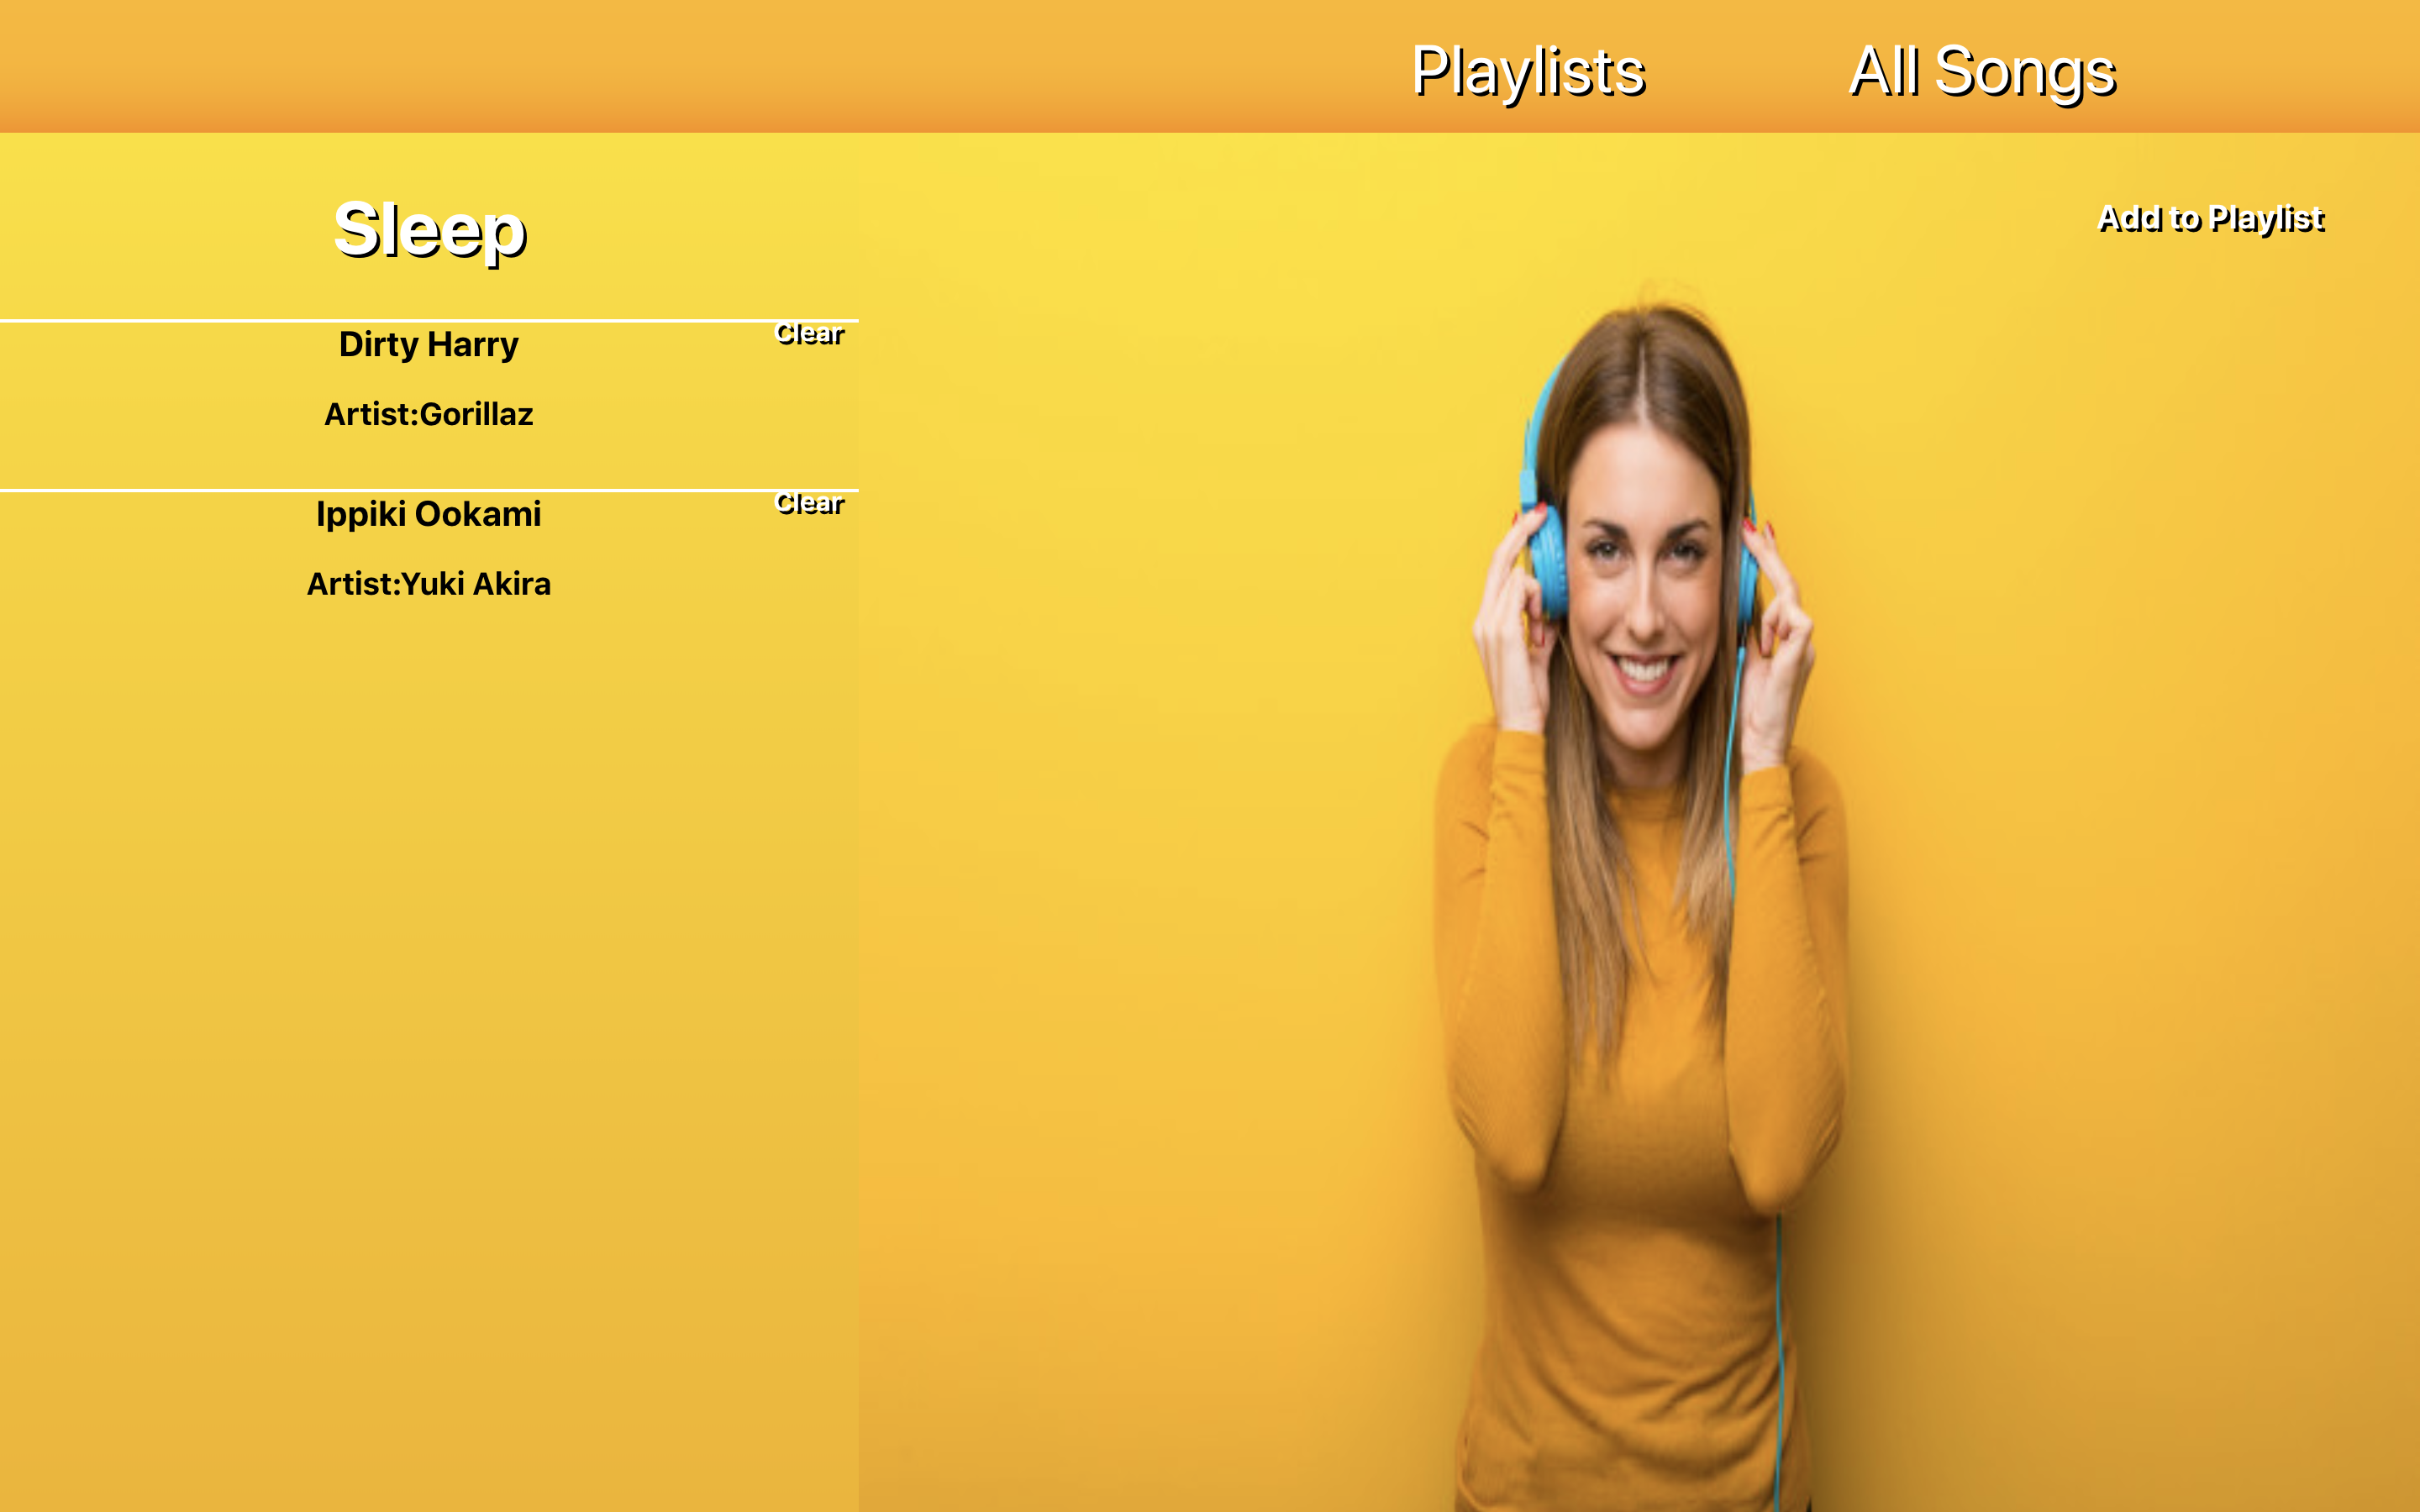 Playlists All Songs
Sleep
Add to Playlist
Clear
Dirty Harry
Artist:Gorillaz
Clear
Ippiki Ookami
Artist:Yuki Akira